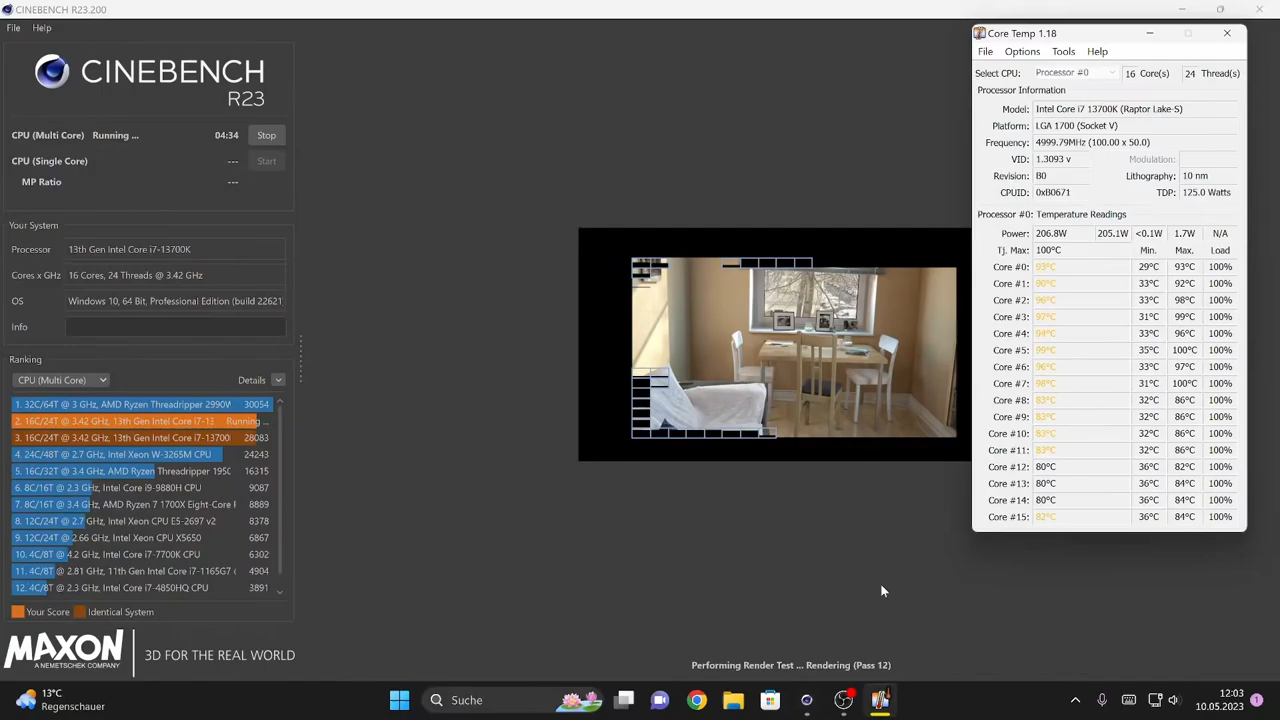 CINEBENCH R23.200
File Help
CINEBENCH
R23
CPU (Multi Core) Running ... 04:34 Stop
CPU (Single Core) --- Start
MP Ratio ---
Your System
Processor 13th Gen Intel Core i7-13700K
Cores x GHz 16 Cores, 24 Threads @ 3.42 GHz
OS Windows 10, 64 Bit, Professional Edition (build 22621
Info
Ranking
CPU (Multi Core) Details
1. 32C/64T @ 3 GHz, AMD Ryzen Threadripper 2990W 30054
2. 16C/24T @ 3.42 GHz, 13th Gen Intel Core i7-13 Running ...
3. 16C/24T @ 3.42 GHz, 13th Gen Intel Core i7-13700 28083
4. 24C/48T @ 2.7 GHz, Intel Xeon W-3265M CPU 24243
5. 16C/32T @ 3.4 GHz, AMD Ryzen Threadripper 1950 16315
6. 8C/16T @ 2.3 GHz, Intel Core i9-9880H CPU 9087
7. 8C/16T @ 3.4 GHz, AMD Ryzen 7 1700X Eight-Core 8889
8. 12C/24T @ 2.7 GHz, Intel Xeon CPU E5-2697 v2 8378
9. 12C/24T @ 2.66 GHz, Intel Xeon CPU X5650 6867
10. 4C/8T @ 4.2 GHz, Intel Core i7-7700K CPU 6302
11. 4C/8T @ 2.81 GHz, 11th Gen Intel Core i7-1165G7 4904
12. 4C/8T @ 2.3 GHz, Intel Core i7-4850HQ CPU 3891
Your Score Identical System
MAXON
A NEMETSCHEK COMPANY
3D FOR THE REAL WORLD
Performing Render Test ... Rendering (Pass 12)
Core Temp 1.18
File Options Tools Help
Select CPU: Processor #0 16 Core(s) 24 Thread(s)
Processor Information
Model: Intel Core i7 13700K (Raptor Lake-S)
Platform: LGA 1700 (Socket V)
Frequency: 4999.79MHz (100.00 x 50.0)
VID: 1.3093 v Modulation:
Revision: B0 Lithography: 10 nm
CPUID: 0xB0671 TDP: 125.0 Watts
Processor #0: Temperature Readings
Power: 206.8W 205.1W <0.1W 1.7W N/A
Tj. Max: 100°C Min. Max. Load
Core #0: 93°C 29°C 93°C 100%
Core #1: 90°C 33°C 92°C 100%
Core #2: 96°C 33°C 98°C 100%
Core #3: 97°C 31°C 99°C 100%
Core #4: 94°C 33°C 96°C 100%
Core #5: 99°C 35°C 100°C 100%
Core #6: 96°C 33°C 97°C 100%
Core #7: 98°C 31°C 100°C 100%
Core #8: 83°C 32°C 86°C 100%
Core #9: 83°C 32°C 86°C 100%
Core #10: 83°C 32°C 86°C 100%
Core #11: 83°C 32°C 86°C 100%
Core #12: 80°C 36°C 82°C 100%
Core #13: 80°C 36°C 84°C 100%
Core #14: 80°C 36°C 84°C 100%
Core #15: 82°C 36°C 84°C 100%
13°C
Regenschauer
Suche
12:03
10.05.2023
1